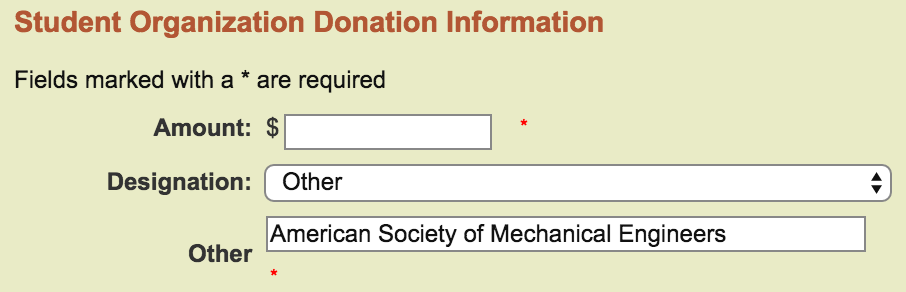 Student Organization Donation Information
Fields marked with a * are required
Amount: $ *
Designation: Other
Other American Society of Mechanical Engineers
*